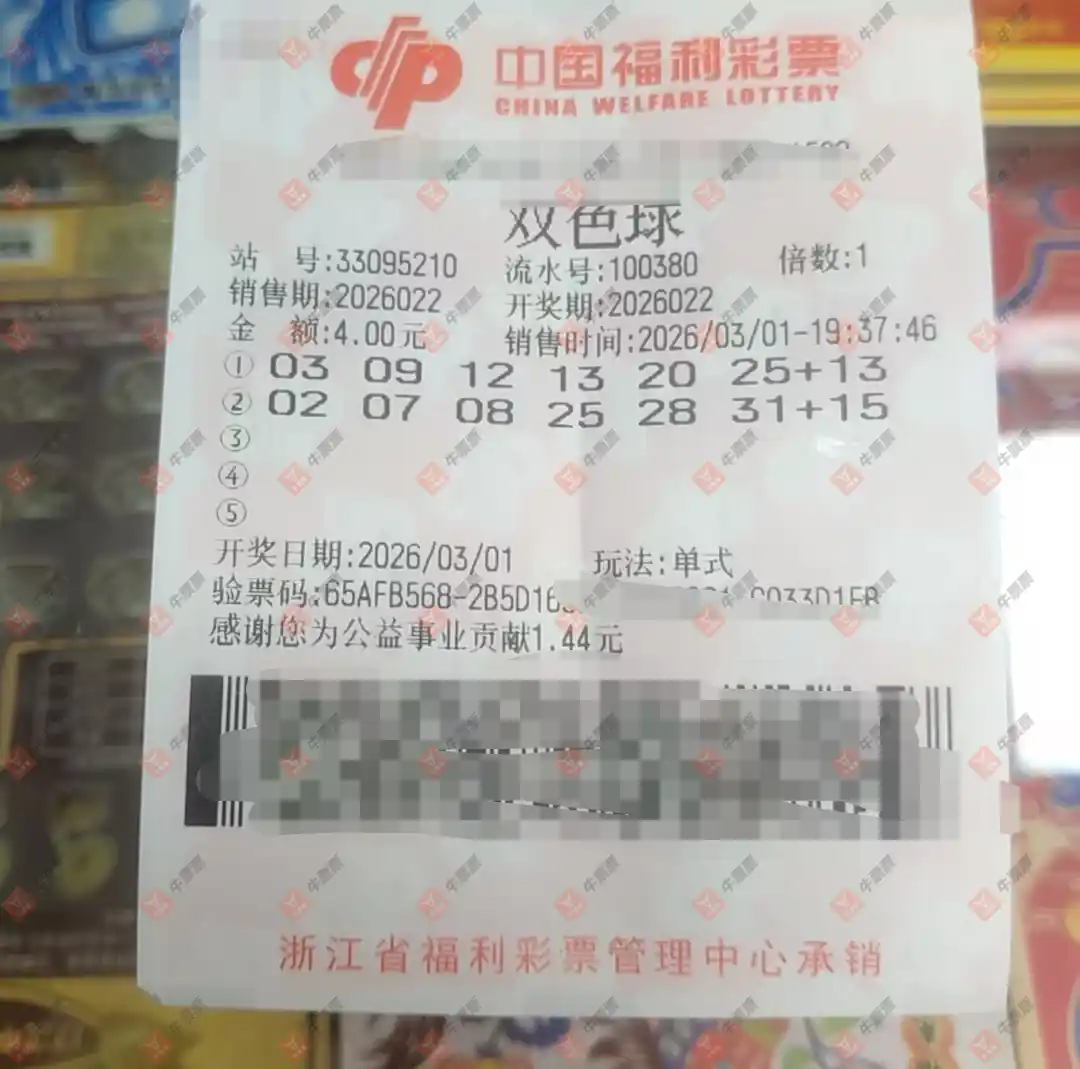 中国福利彩票
CHINA WELFARE LOTTERY
双色球
站 号:33095210 流水号:100380 倍数:1
销售期:2026022 开奖期:2026022
金 额:4.00元 销售时间:2026/03/01-19:37:46
① 03 09 12 13 20 25+13
② 02 07 08 25 28 31+15
③
④
⑤
开奖日期:2026/03/01 玩法:单式
验票码:65AFB568-2B5D16
感谢您为公益事业贡献1.44元
浙江省福利彩票管理中心承销